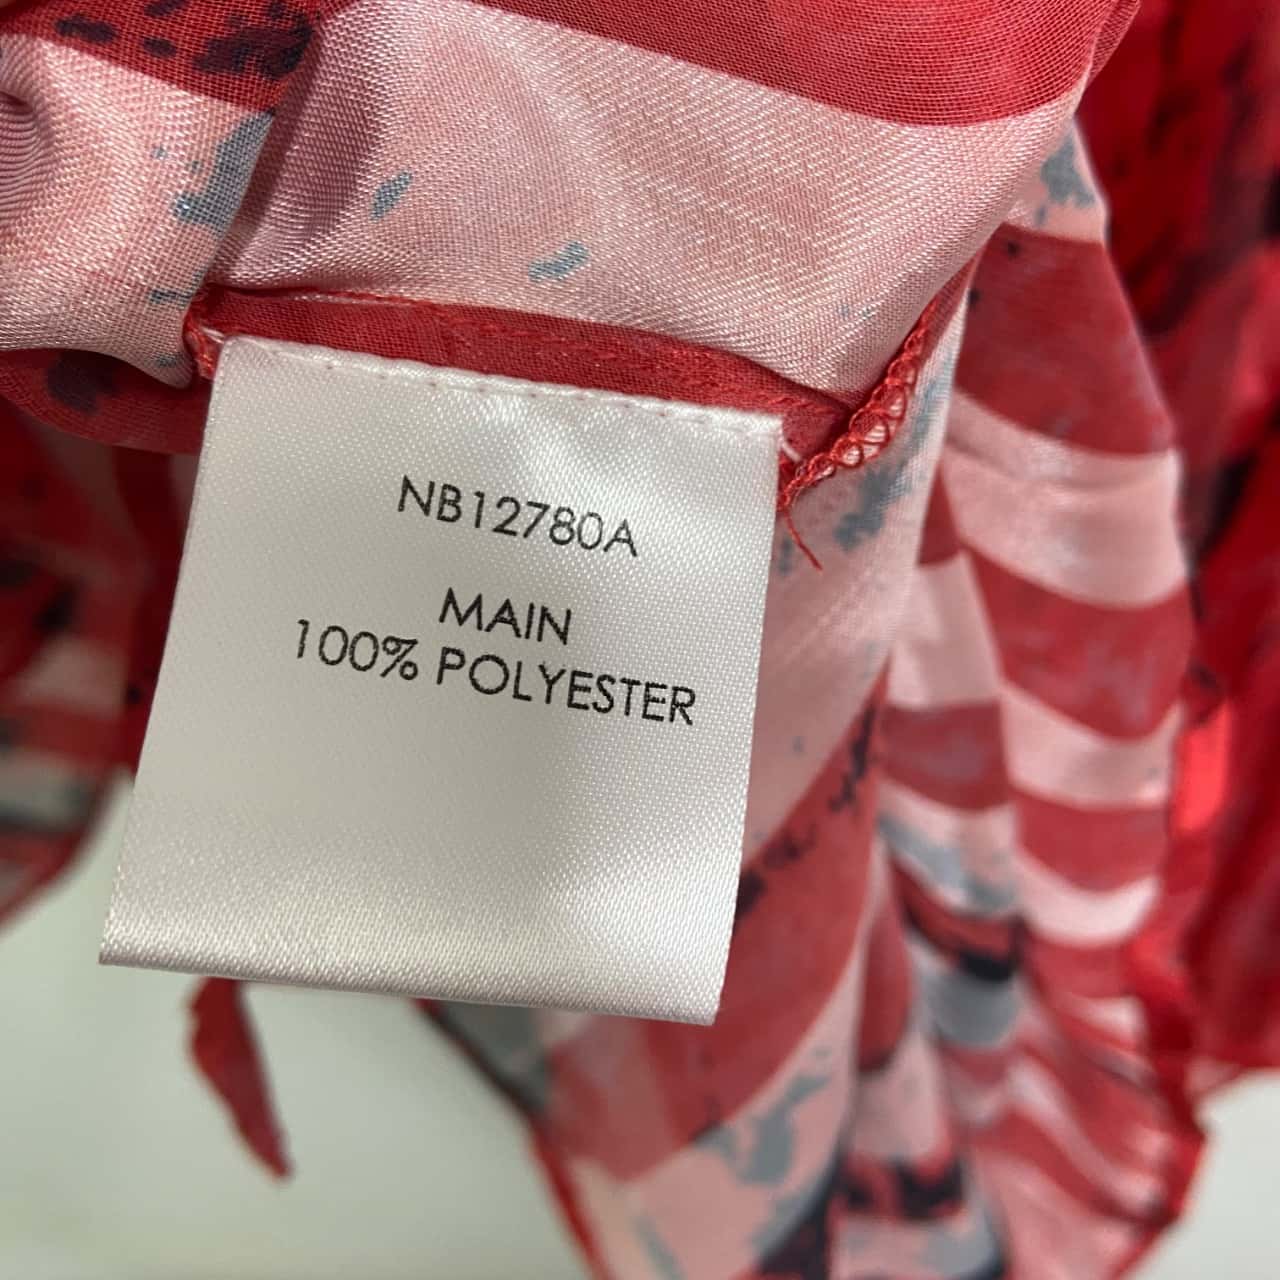 NB12780A
MAIN
100% POLYESTER